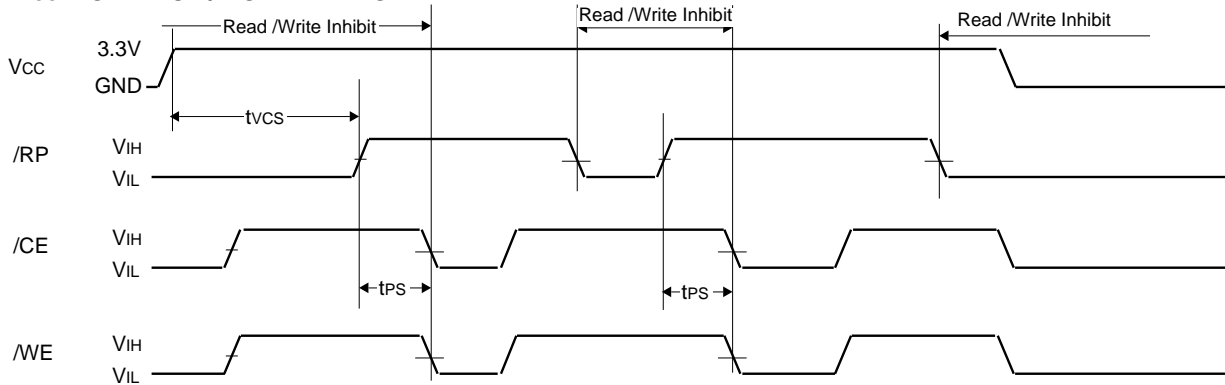 Read /Write Inhibit Read /Write Inhibit Read /Write Inhibit
VCC 3.3V
GND
tVCS
/RP VIH
VIL
/CE VIH
VIL
tPS tPS
/WE VIH
VIL